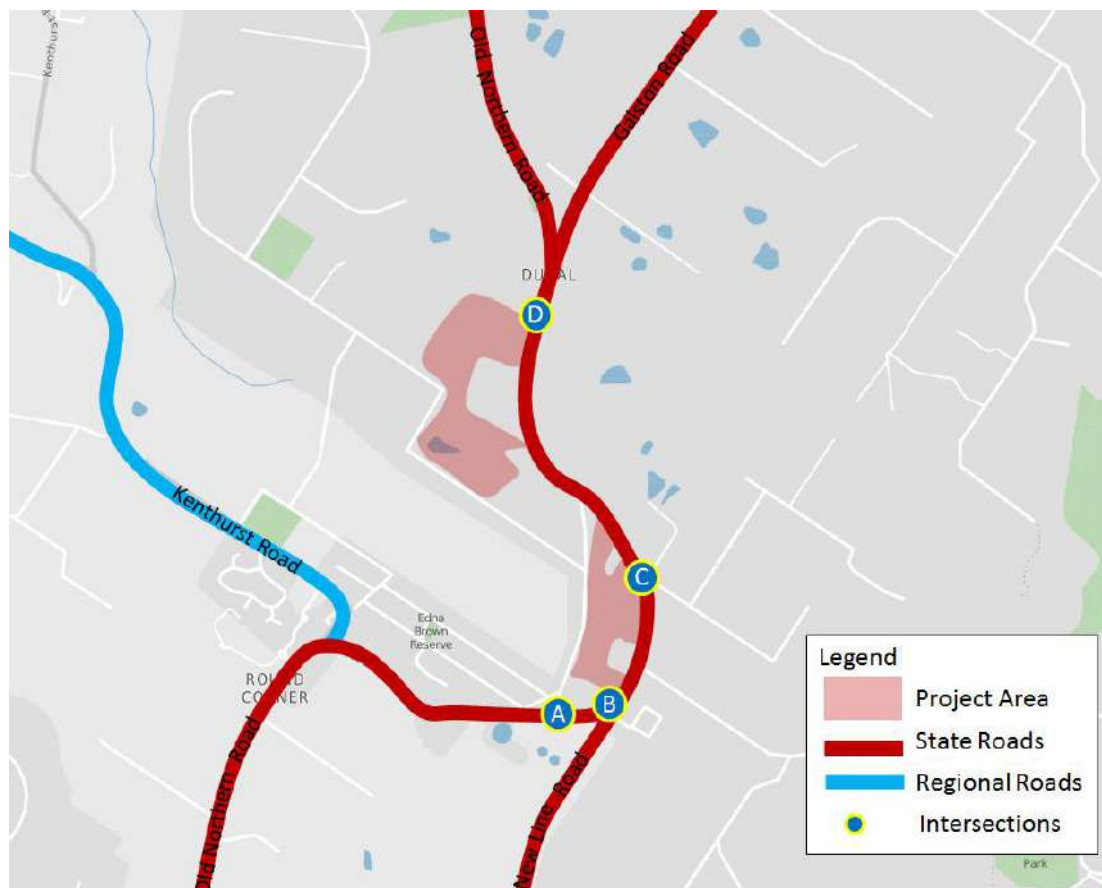 Kenthurst
Old Northern Road
Galston Road
DURAL
D
Kenthurst Road
C
Edna
Brown
Reserve
ROUND
CORNER
A
B
Old Northern Road
New Line Road
Legend
Project Area
State Roads
Regional Roads
Intersections
Park